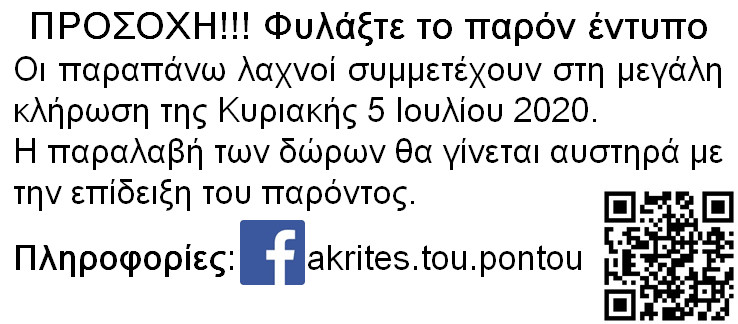 ΠΡΟΣΟΧΗ!!! Φυλάξτε το παρόν έντυπο
Οι παραπάνω λαχνοί συμμετέχουν στη μεγάλη
κλήρωση της Κυριακής 5 Ιουλίου 2020.
Η παραλαβή των δώρων θα γίνεται αυστηρά με
την επίδειξη του παρόντος.
Πληροφορίες: f akrites.tou.pontou